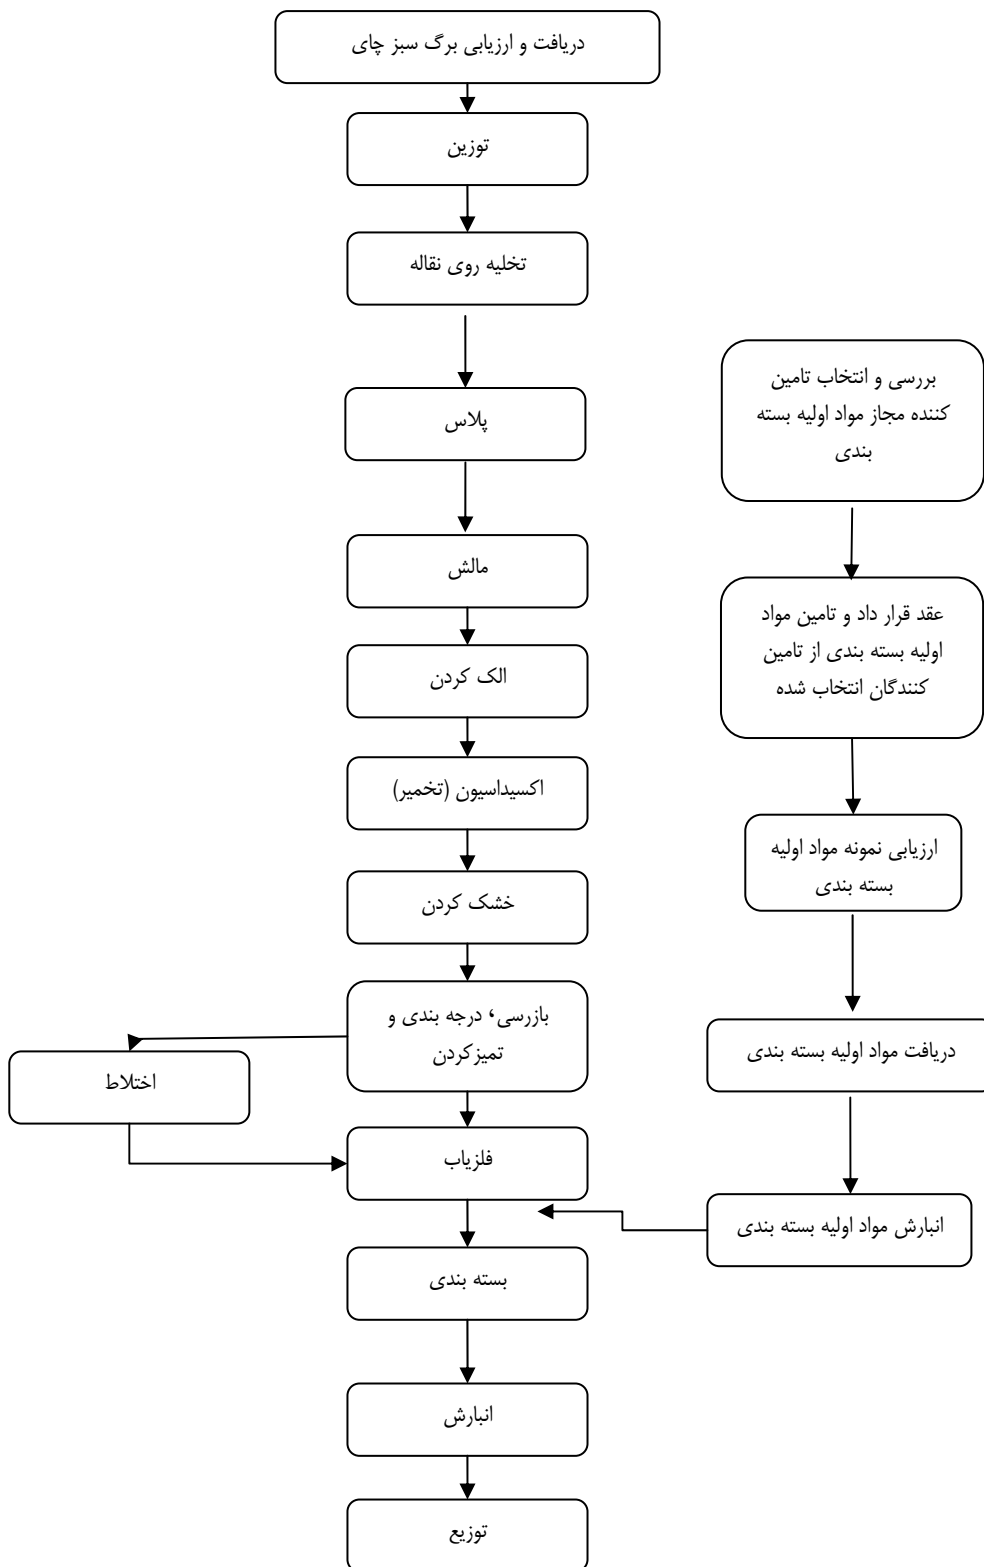 دریافت و ارزیابی برگ سبز چای
توزین
تخلیه روی نقاله
پلاس
مالش
الک کردن
اکسیداسیون (تخمیر)
خشک کردن
بازرسی، درجه بندی و
تمیزکردن
اختلاط
فلزیاب
بسته بندی
انبارش
توزیع
بررسی و انتخاب تامین
کننده مجاز مواد اولیه بسته
بندی
عقد قرار داد و تامین مواد
اولیه بسته بندی از تامین
کنندگان انتخاب شده
ارزیابی نمونه مواد اولیه
بسته بندی
دریافت مواد اولیه بسته بندی
انبارش مواد اولیه بسته بندی